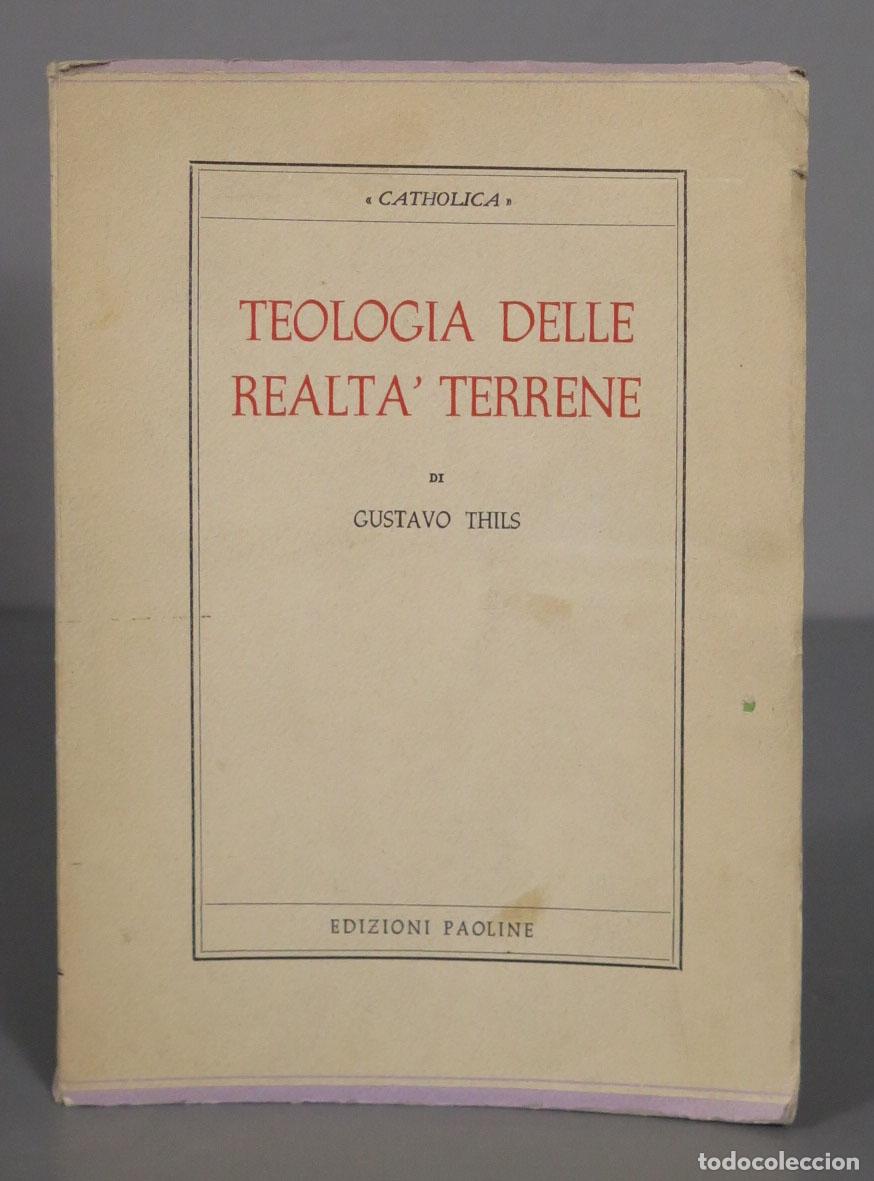 « CATHOLICA »
TEOLOGIA DELLE
REALTA' TERRENE
DI
GUSTAVO THILS
EDIZIONI PAOLINE
todocoleccion